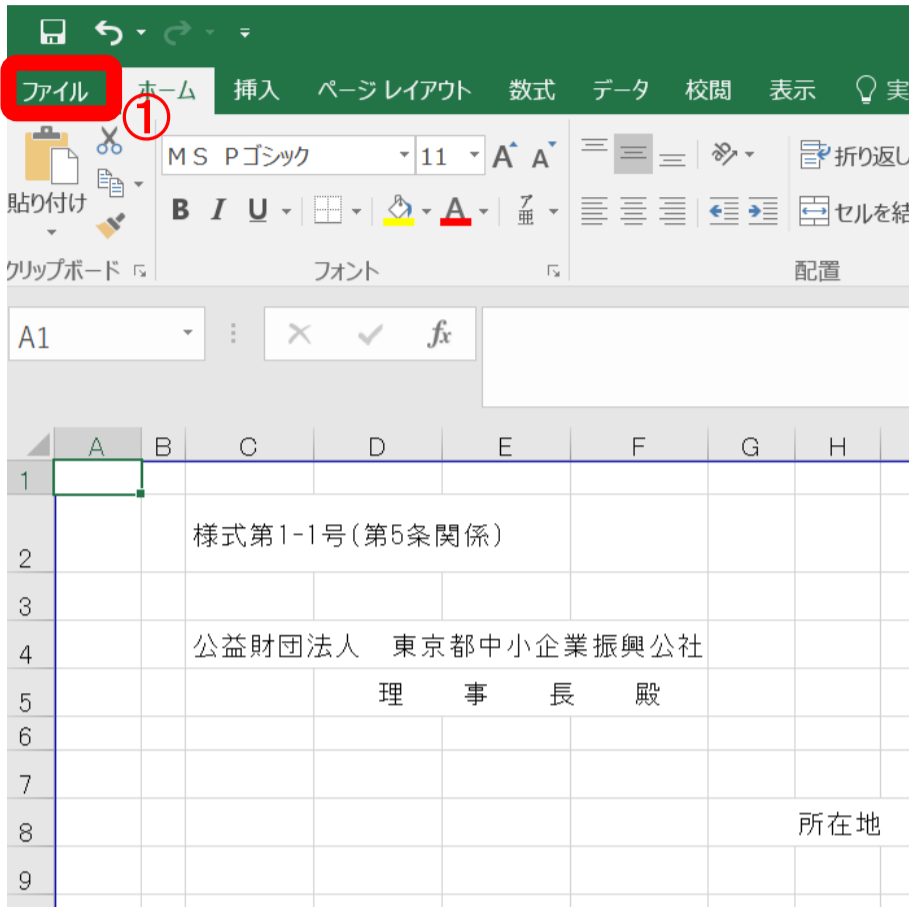 ファイル ホーム 挿入 ページ レイアウト 数式 データ 校閲 表示 実
①
貼り付け
ＭＳ Ｐゴシック 11 A A 折り返し
B I U A ア亜 セルを結
クリップボード フォント 配置
A1 fx
A B C D E F G H
1
2 様式第1-1号(第5条関係)
3
4 公益財団法人　東京都中小企業振興公社
5 理　事　長　殿
6
7
8 所在地
9